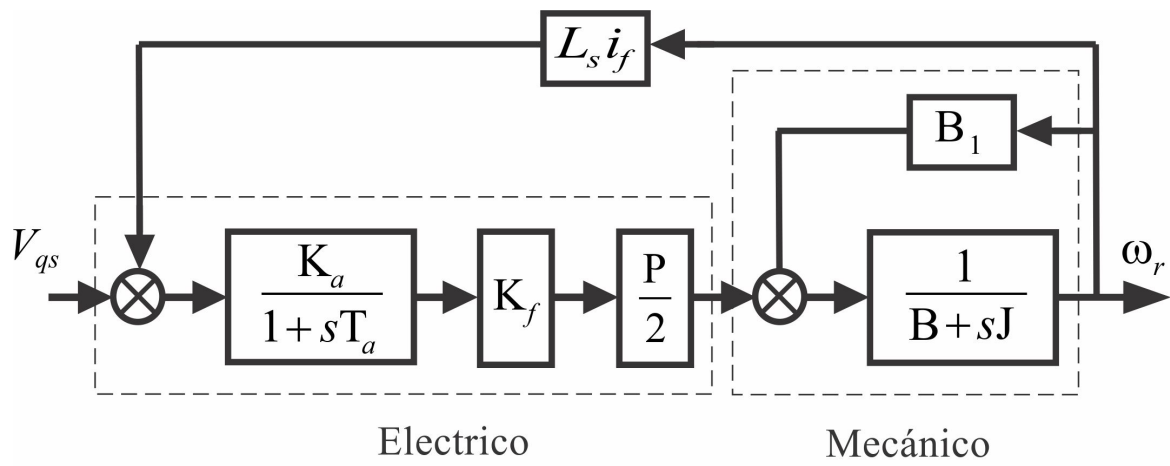 L_s i_f
B_1
V_qs
K_a
1 + sT_a
K_f
P
2
1
B + sJ
ω_r
Electrico
Mecánico